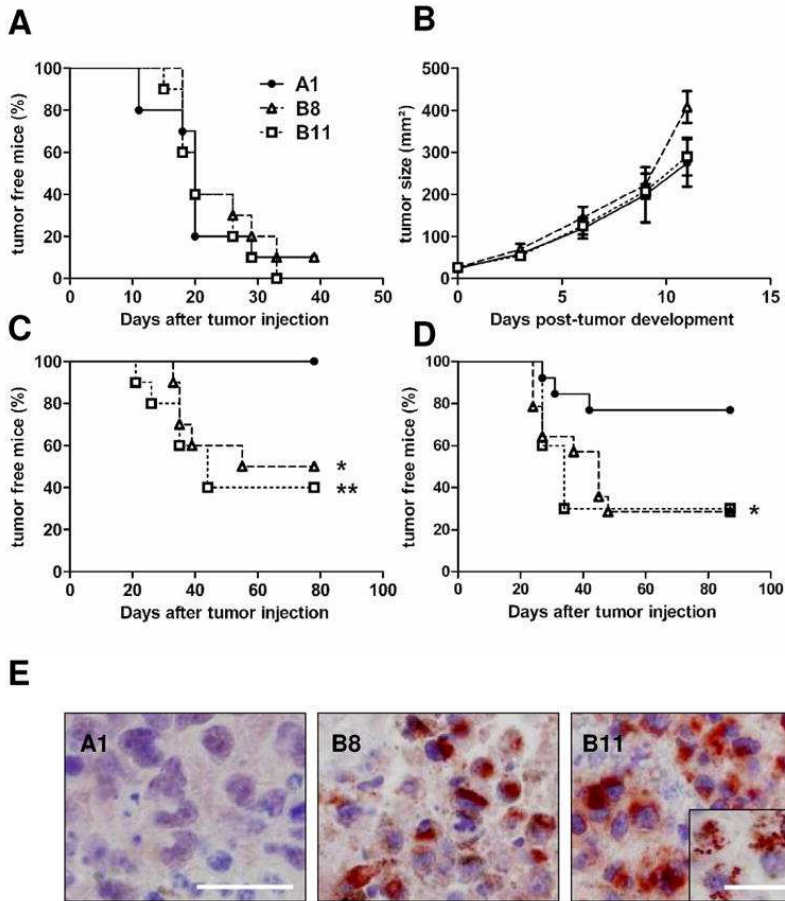 A
100
80
60
40
20
0
tumor free mice (%)
0 10 20 30 40 50
Days after tumor injection
A1
B8
B11
B
500
400
300
200
100
0
tumor size (mm²)
0 5 10 15
Days post-tumor development
C
100
80
60
40
20
0
tumor free mice (%)
0 20 40 60 80 100
Days after tumor injection
*
**
D
100
80
60
40
20
0
tumor free mice (%)
0 20 40 60 80 100
Days after tumor injection
*
E
A1
B8
B11